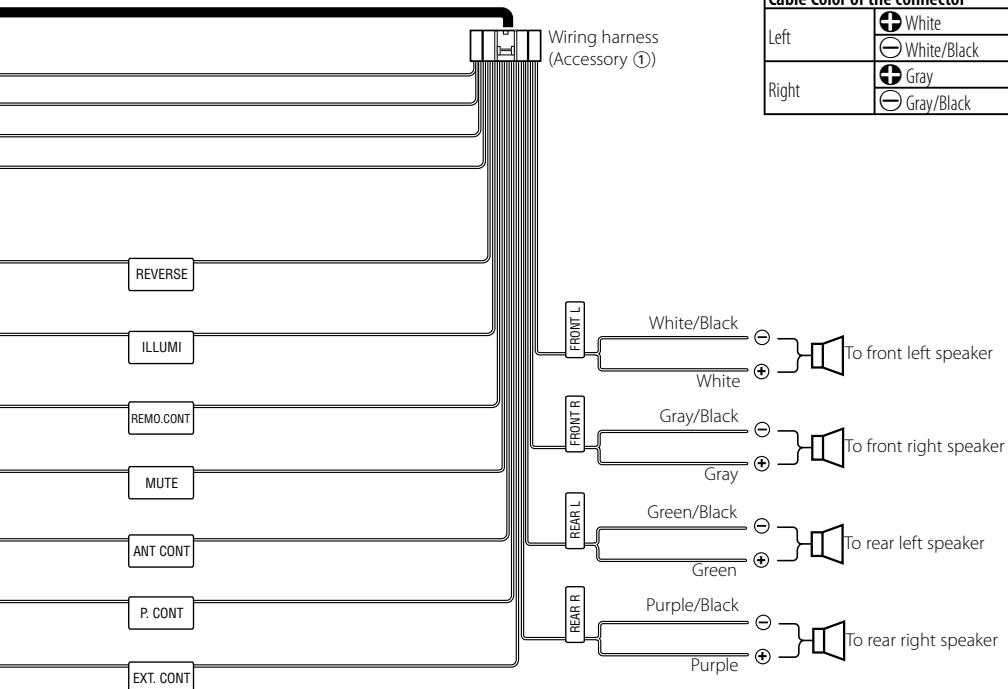 Cable Color of the connector
Left
⊕ White
⊖ White/Black
Right
⊕ Gray
⊖ Gray/Black
Wiring harness
(Accessory ①)
REVERSE
ILLUMI
REMO.CONT
MUTE
ANT CONT
P. CONT
EXT. CONT
FRONT L
White/Black
⊖
White
⊕
To front left speaker
FRONT R
Gray/Black
⊖
Gray
⊕
To front right speaker
REAR L
Green/Black
⊖
Green
⊕
To rear left speaker
REAR R
Purple/Black
⊖
Purple
⊕
To rear right speaker